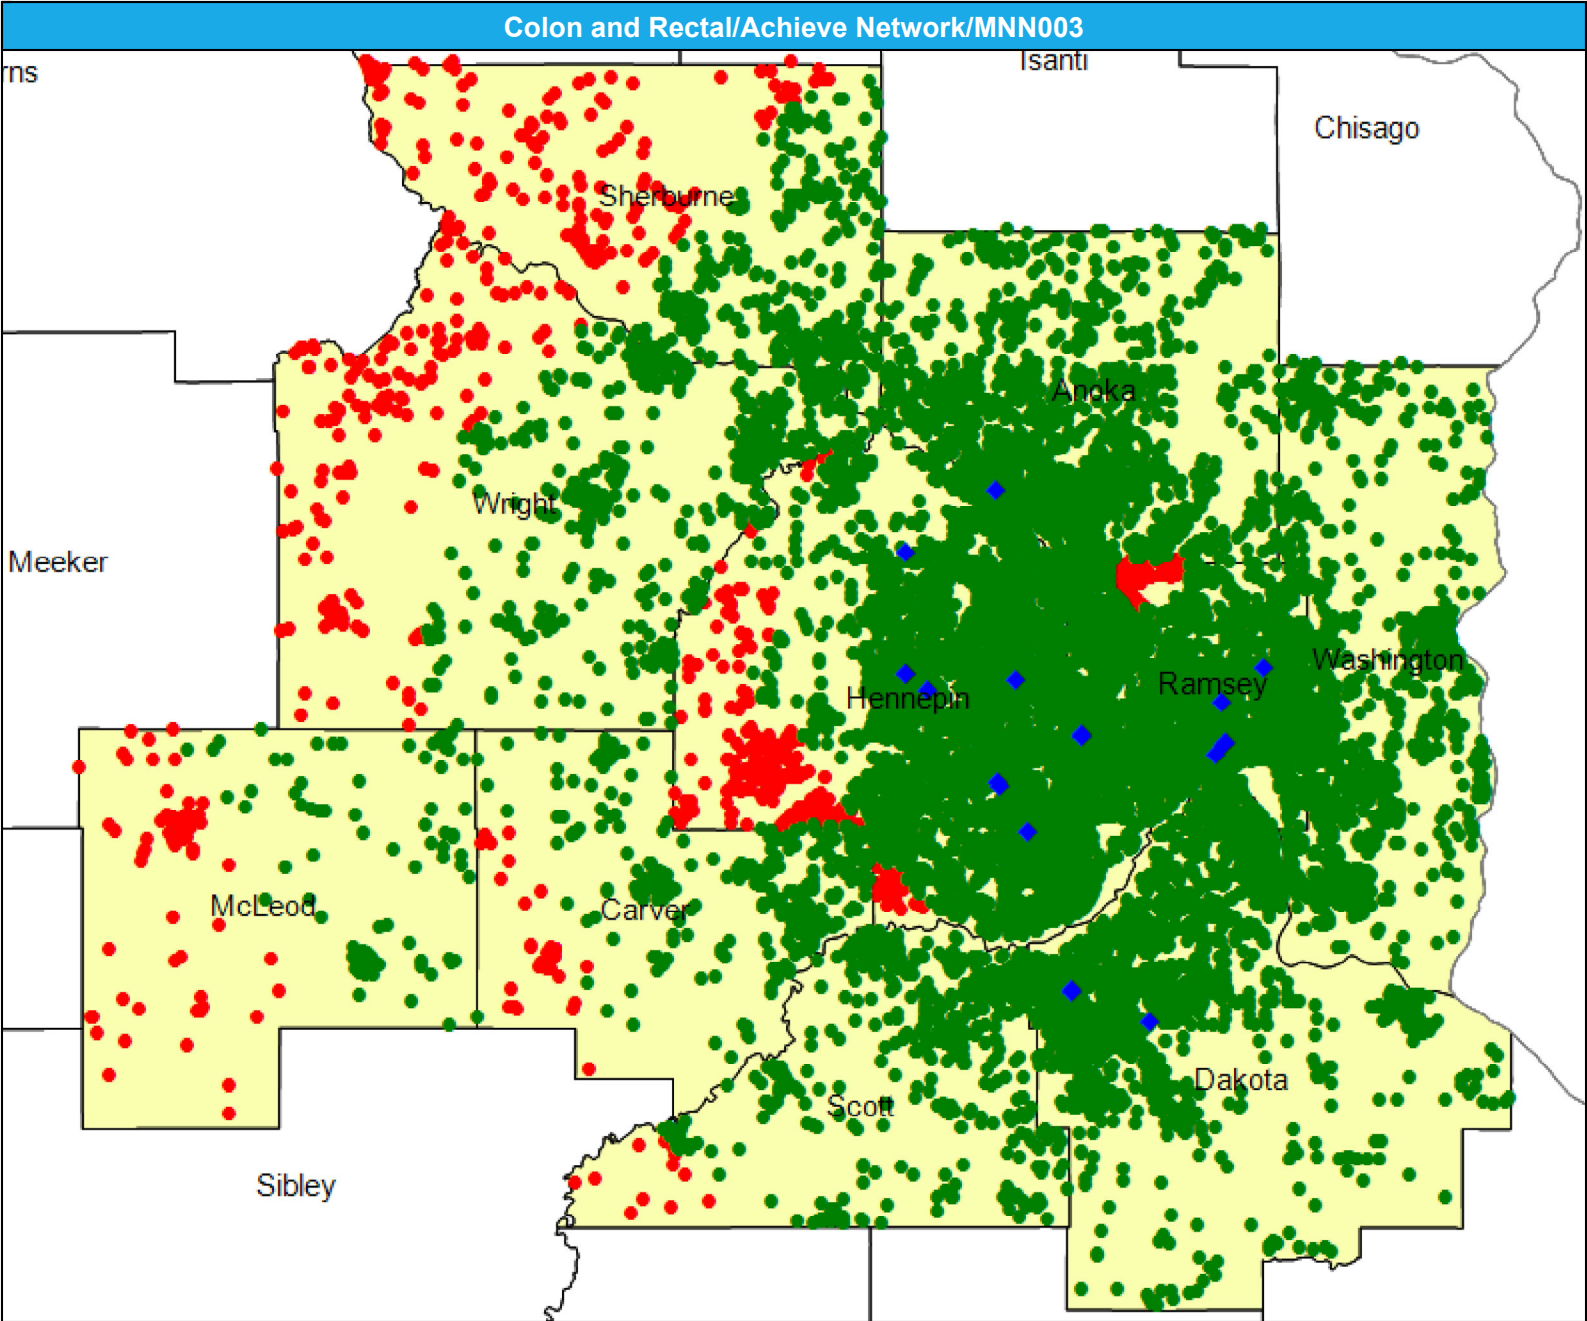 Colon and Rectal/Achieve Network/MNN003
rns
Isanti
Chisago
Sherburne
Anoka
Wright
Meeker
Washington
Ramsey
Hennepin
McLeod
Carver
Dakota
Scott
Sibley